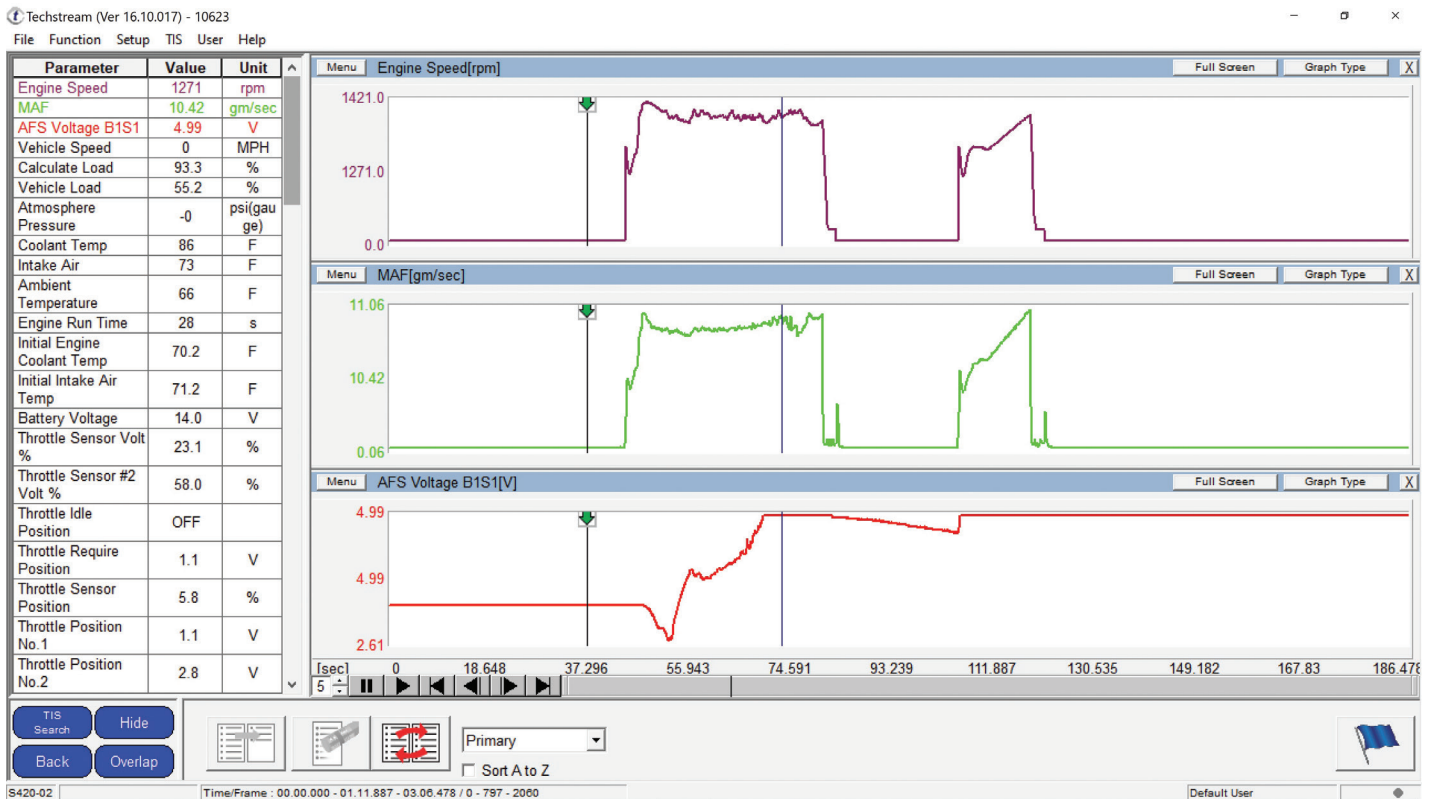 Techstream (Ver 16.10.017) - 10623
File Function Setup TIS User Help
Parameter Value Unit
Engine Speed 1271 rpm
MAF 10.42 gm/sec
AFS Voltage B1S1 4.99 V
Vehicle Speed 0 MPH
Calculate Load 93.3 %
Vehicle Load 55.2 %
Atmosphere
Pressure -0 psi(gau
ge)
Coolant Temp 86 F
Intake Air 73 F
Ambient
Temperature 66 F
Engine Run Time 28 s
Initial Engine
Coolant Temp 70.2 F
Initial Intake Air
Temp 71.2 F
Battery Voltage 14.0 V
Throttle Sensor Volt
% 23.1 %
Throttle Sensor #2
Volt % 58.0 %
Throttle Idle
Position OFF
Throttle Require
Position 1.1 V
Throttle Sensor
Position 5.8 %
Throttle Position
No.1 1.1 V
Throttle Position
No.2 2.8 V
Menu Engine Speed[rpm] Full Screen Graph Type X
1421.0
1271.0
0.0
Menu MAF[gm/sec] Full Screen Graph Type X
11.06
10.42
0.06
Menu AFS Voltage B1S1[V] Full Screen Graph Type X
4.99
4.99
2.61
[sec] 0 18.648 37.296 55.943 74.591 93.239 111.887 130.535 149.182 167.83 186.478
5
TIS
Search
Hide
Back
Overlap
Primary
Sort A to Z
S420-02 Time/Frame : 00.00.000 - 01.11.887 - 03.06.478 / 0 - 797 - 2060 Default User